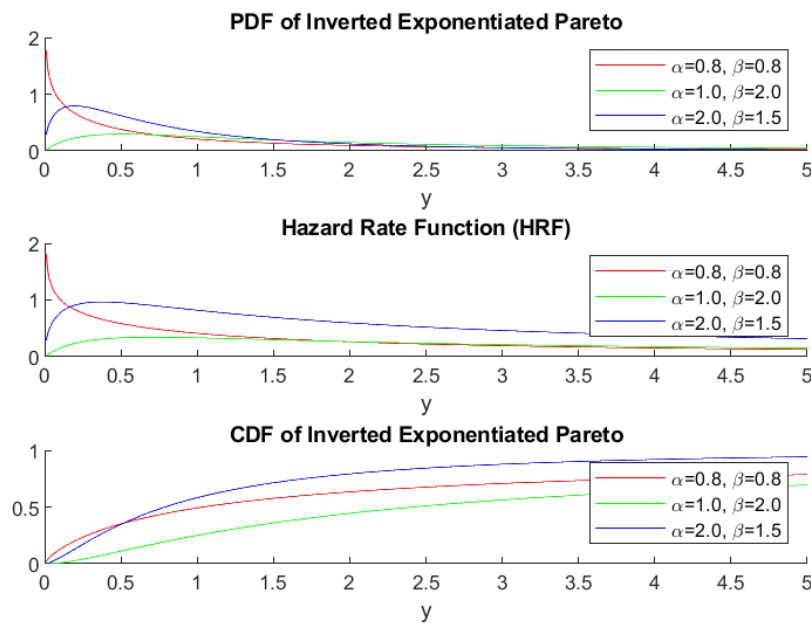 PDF of Inverted Exponentiated Pareto
2
1
0
α=0.8, β=0.8
α=1.0, β=2.0
α=2.0, β=1.5
0 0.5 1 1.5 2 2.5 3 3.5 4 4.5 5
y
Hazard Rate Function (HRF)
2
1
0
α=0.8, β=0.8
α=1.0, β=2.0
α=2.0, β=1.5
0 0.5 1 1.5 2 2.5 3 3.5 4 4.5 5
y
CDF of Inverted Exponentiated Pareto
1
0.5
0
α=0.8, β=0.8
α=1.0, β=2.0
α=2.0, β=1.5
0 0.5 1 1.5 2 2.5 3 3.5 4 4.5 5
y